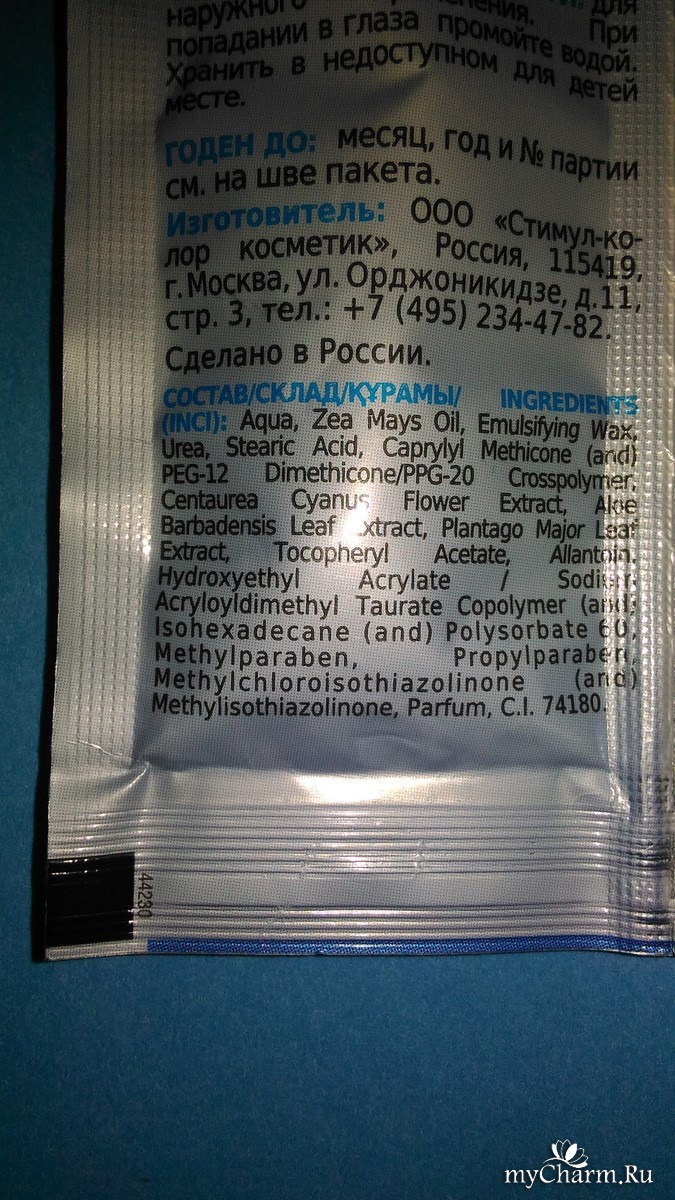 наружного
для
попадании в глаза промойте водой. При
Хранить в недоступном для детей
месте.
ГОДЕН ДО: месяц, год и № партии
см. на шве пакета.
Изготовитель: ООО «Стимул-ко-
лор косметик», Россия, 115419,
г. Москва, ул. Орджоникидзе, д.11,
стр. 3, тел.: +7 (495) 234-47-82.
Сделано в России.
СОСТАВ/СКЛАД/ҚҰРАМЫ/ INGREDIENTS
(INCI): Aqua, Zea Mays Oil, Emulsifying Wax,
Urea, Stearic Acid, Caprylyl Methicone (and)
PEG-12 Dimethicone/PPG-20 Crosspolymer,
Centaurea Cyanus Flower Extract, Aloe
Barbadensis Leaf Extract, Plantago Major Leaf
Extract, Tocopheryl Acetate, Allantoin,
Hydroxyethyl Acrylate / Sodium
Acryloyldimethyl Taurate Copolymer (and)
Isohexadecane (and) Polysorbate 60,
Methylparaben, Propylparaben,
Methylchloroisothiazolinone (and)
Methylisothiazolinone, Parfum, C.I. 74180.
44230
myCharm.Ru